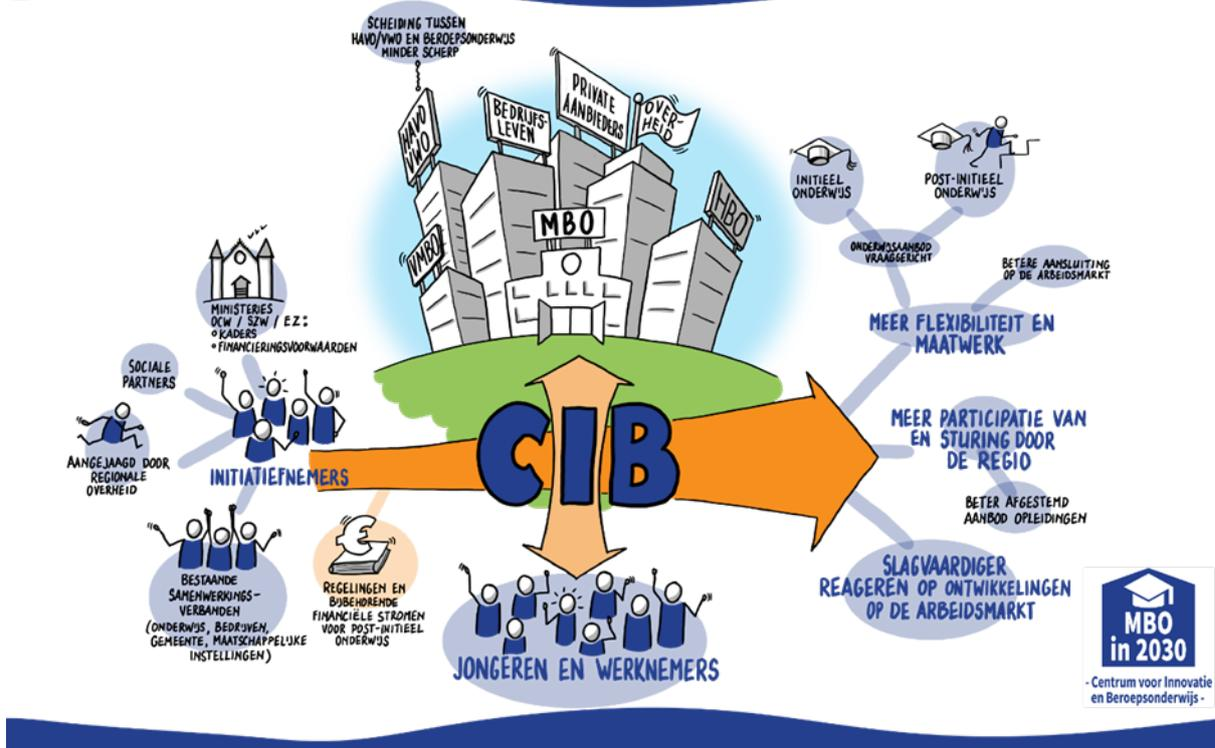 SCHEIDING TUSSEN
HAVO/VWO EN BEROEPSONDERWIJS
MINDER SCHERP
HAVO
VWO
BEDRIJFS-
LEVEN
PRIVATE
AANBIEDERS
OVER-
HEID
VMBO
MBO
HBO
INITIEEL
ONDERWIJS
POST-INITIEEL
ONDERWIJS
ONDERWIJSAANBOD
VRAAGGERICHT
BETERE AANSLUITING
OP DE ARBEIDSMARKT
MEER FLEXIBILITEIT EN
MAATWERK
MINISTERIES
OCW / SZW / EZ:
° KADERS
° FINANCIERINGSVOORWAARDEN
SOCIALE
PARTNERS
AANGEJAAGD DOOR
REGIONALE
OVERHEID
INITIATIEFNEMERS
CIB
MEER PARTICIPATIE VAN
EN STURING DOOR
DE REGIO
BETER AFGESTEMD
AANBOD OPLEIDINGEN
BESTAANDE
SAMENWERKINGS-
VERBANDEN
(ONDERWIJS, BEDRIJVEN,
GEMEENTE, MAATSCHAPPELIJKE
INSTELLINGEN)
€
REGELINGEN EN
BIJBEHORENDE
FINANCIËLE STROMEN
VOOR POST-INITIEEL
ONDERWIJS
JONGEREN EN WERKNEMERS
SLAGVAARDIGER
REAGEREN OP ONTWIKKELINGEN
OP DE ARBEIDSMARKT
MBO
in 2030
- Centrum voor Innovatie
en Beroepsonderwijs -